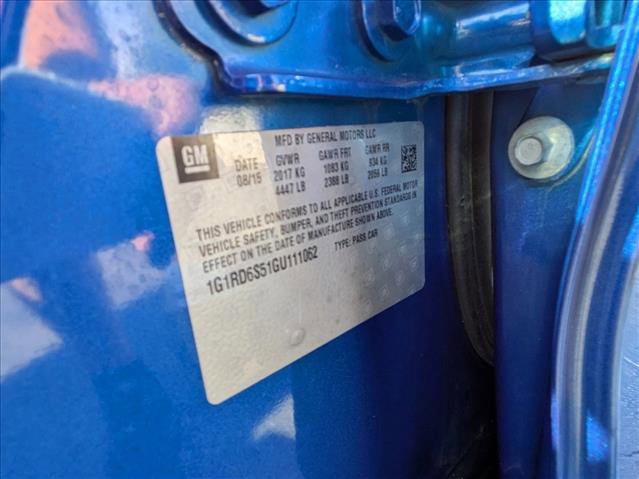 GM
MFD BY GENERAL MOTORS LLC
DATE GVWR GAWR FRT GAWR RR
08/15 2017 KG 1083 KG 934 KG
4447 LB 2388 LB 2058 LB
THIS VEHICLE CONFORMS TO ALL APPLICABLE U.S. FEDERAL MOTOR
VEHICLE SAFETY, BUMPER, AND THEFT PREVENTION STANDARDS IN
EFFECT ON THE DATE OF MANUFACTURE SHOWN ABOVE.
1G1RD6S51GU111062 TYPE: PASS CAR